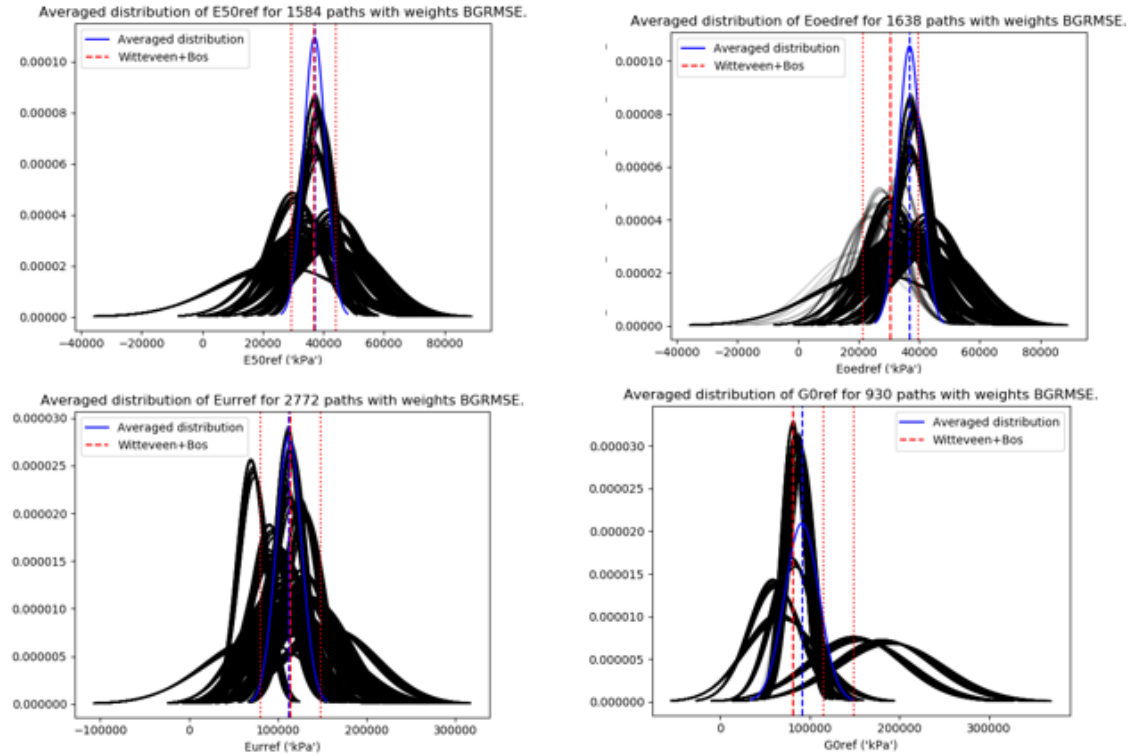 Averaged distribution of E50ref for 1584 paths with weights BGRMSE.
Averaged distribution
Witteveen+Bos
0.00010
0.00008
0.00006
0.00004
0.00002
0.00000
−40000 −20000 0 20000 40000 60000 80000
E50ref ('kPa')
Averaged distribution of Eoedref for 1638 paths with weights BGRMSE.
Averaged distribution
Witteveen+Bos
0.00010
0.00008
0.00006
0.00004
0.00002
0.00000
−40000 −20000 0 20000 40000 60000 80000
Eoedref ('kPa')
Averaged distribution of Eurref for 2772 paths with weights BGRMSE.
Averaged distribution
Witteveen+Bos
0.000030
0.000025
0.000020
0.000015
0.000010
0.000005
0.000000
−100000 0 100000 200000 300000
Eurref ('kPa')
Averaged distribution of G0ref for 930 paths with weights BGRMSE.
Averaged distribution
Witteveen+Bos
0.000030
0.000025
0.000020
0.000015
0.000010
0.000005
0.000000
0 100000 200000 300000
G0ref ('kPa')